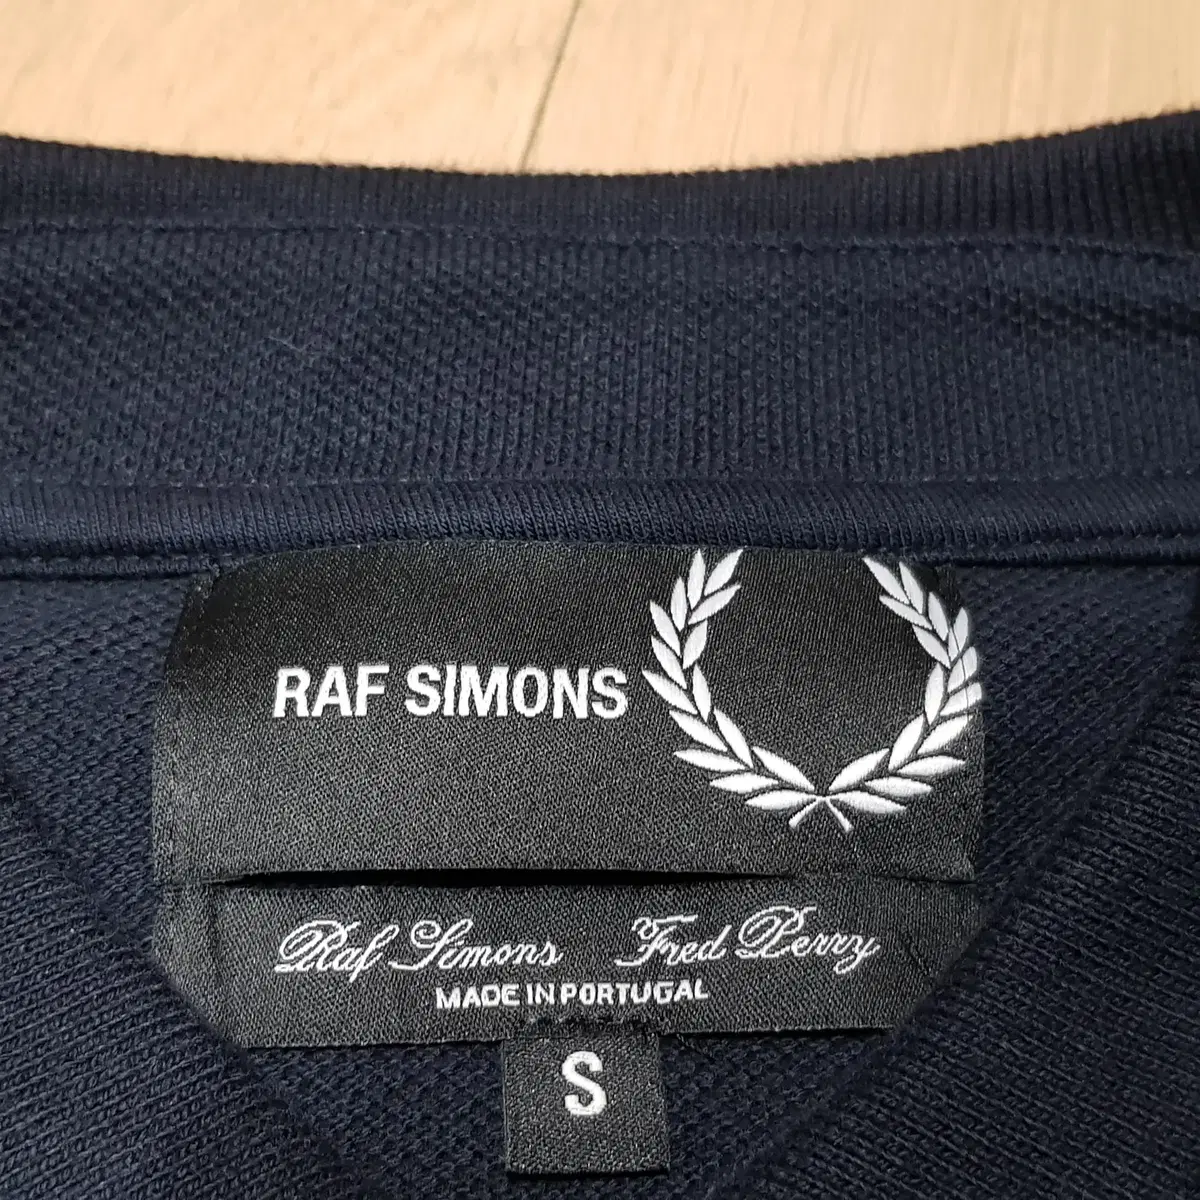 RAF SIMONS
Raf Simons Fred Perry
MADE IN PORTUGAL
S